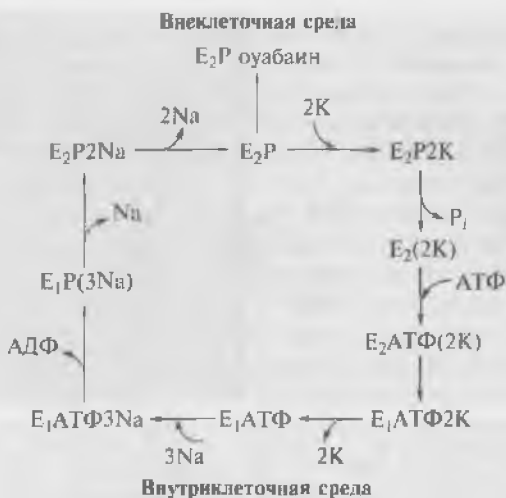 Внеклеточная среда
E₂P оуабаин
2Na 2K
E₂P2Na E₂P E₂P2K
Na Pᵢ
E₁P(3Na) E₂(2K)
АТФ
АДФ E₂АТФ(2K)
E₁АТФ3Na E₁АТФ E₁АТФ2K
3Na 2K
Внутриклеточная среда